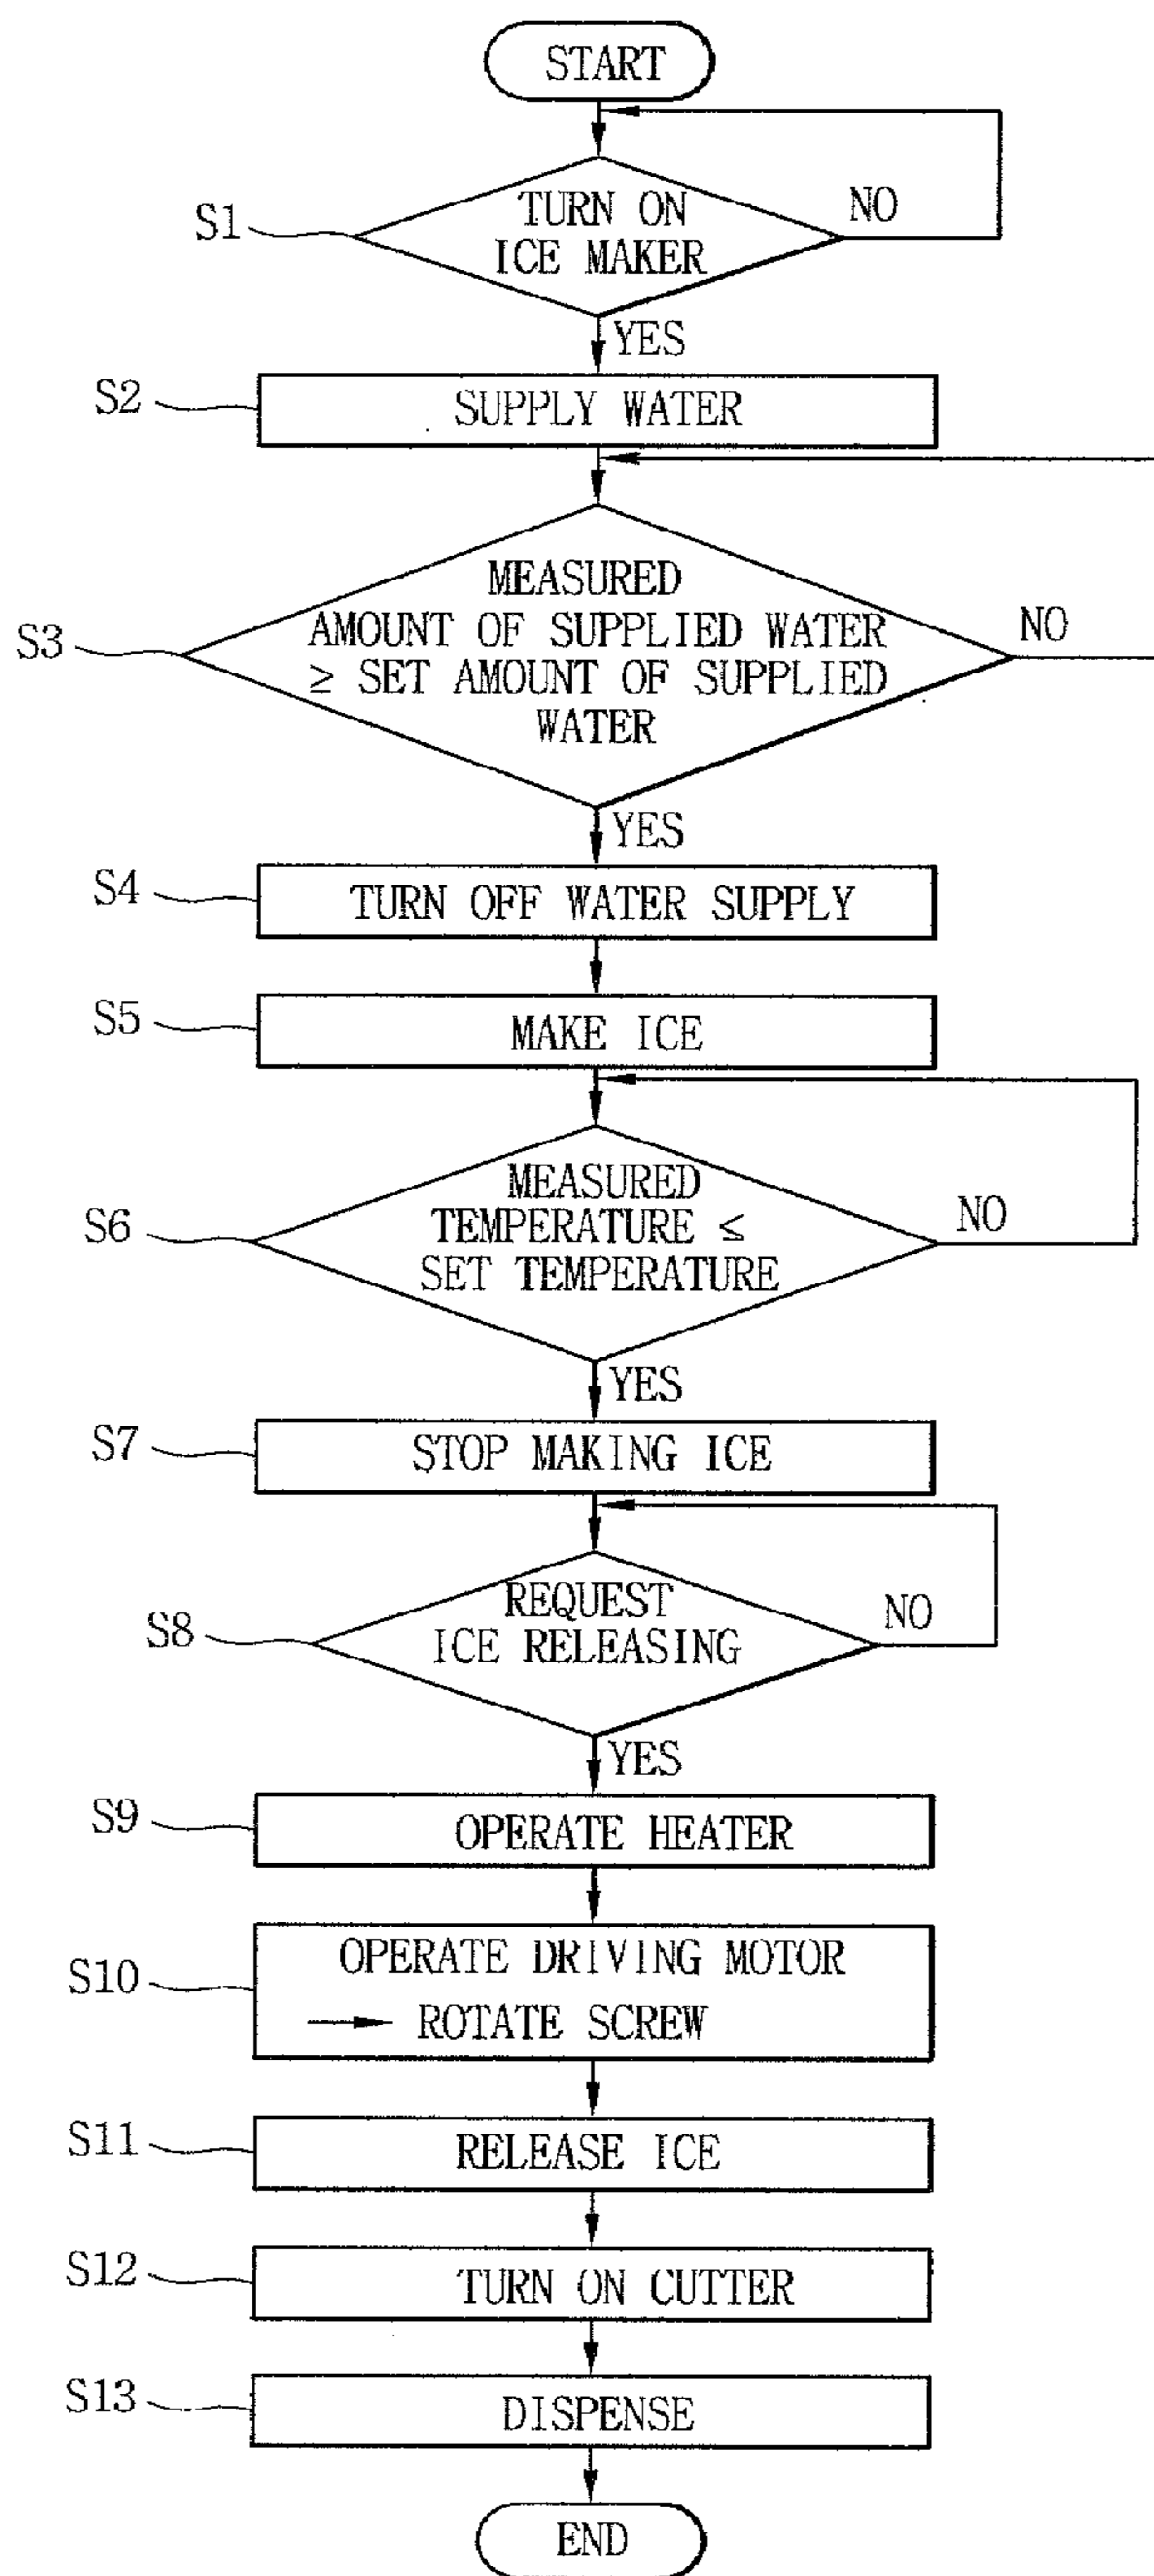 START
S1
TURN ON
ICE MAKER
NO
YES
S2
SUPPLY WATER
S3
MEASURED
AMOUNT OF SUPPLIED WATER
≥ SET AMOUNT OF SUPPLIED
WATER
NO
YES
S4
TURN OFF WATER SUPPLY
S5
MAKE ICE
S6
MEASURED
TEMPERATURE ≤
SET TEMPERATURE
NO
YES
S7
STOP MAKING ICE
S8
REQUEST
ICE RELEASING
NO
YES
S9
OPERATE HEATER
S10
OPERATE DRIVING MOTOR
→ ROTATE SCREW
S11
RELEASE ICE
S12
TURN ON CUTTER
S13
DISPENSE
END